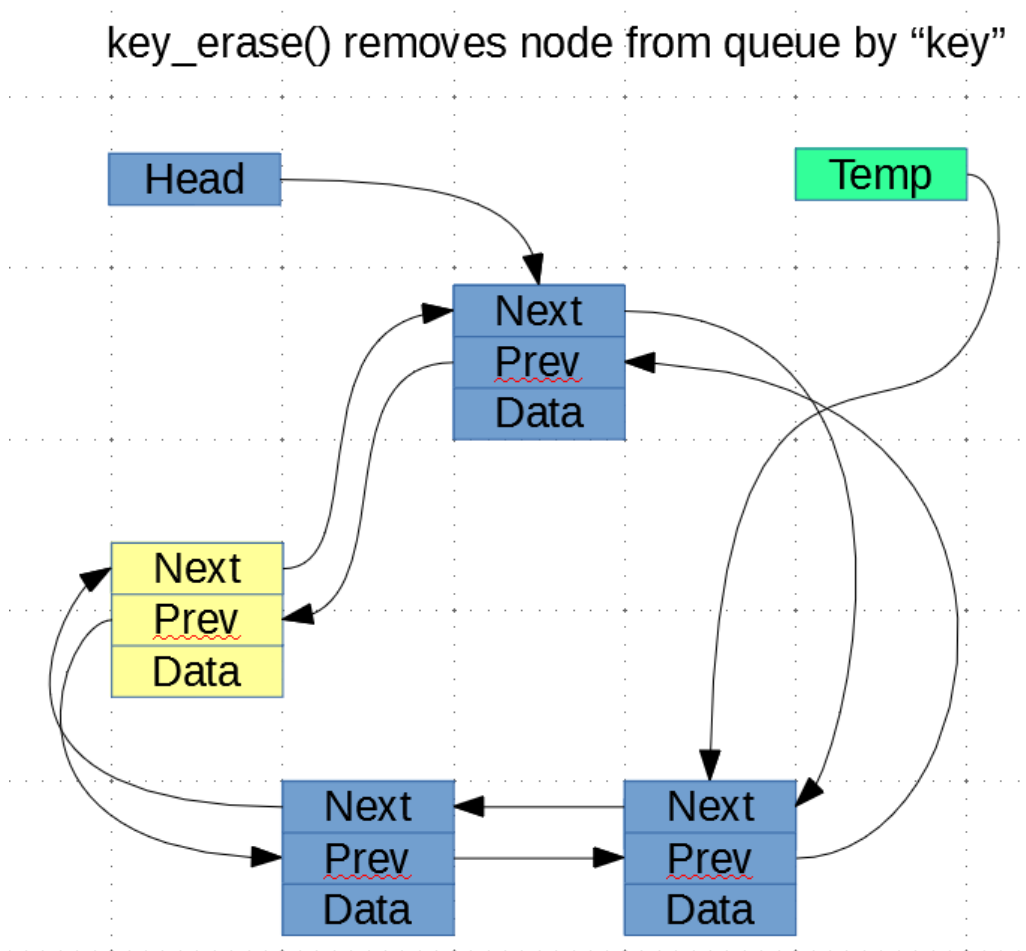 key_erase() removes node from queue by “key”
Head
Temp
Next
Prev
Data
Next
Prev
Data
Next
Prev
Data
Next
Prev
Data